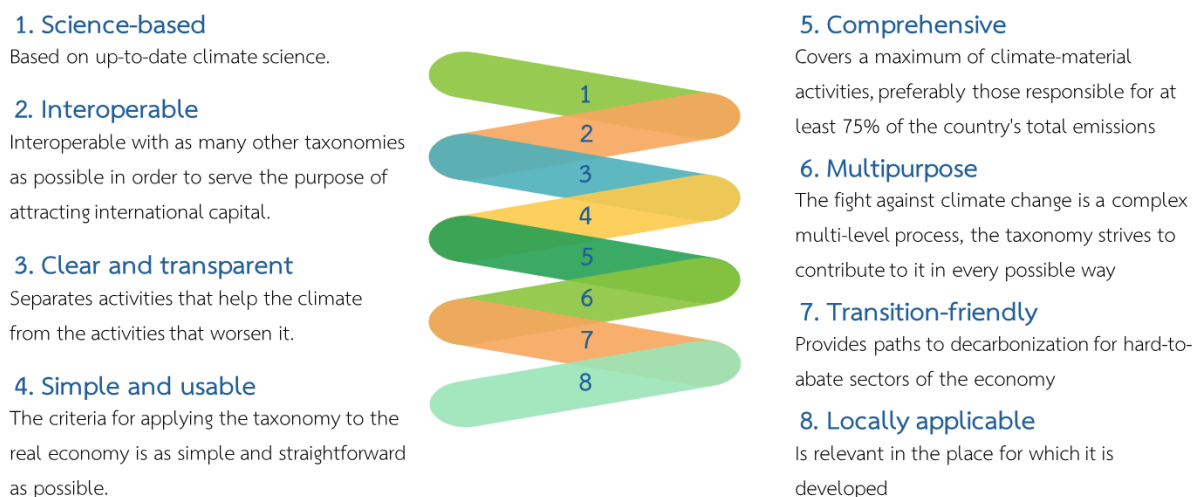 1. Science-based
Based on up-to-date climate science.
2. Interoperable
Interoperable with as many other taxonomies
as possible in order to serve the purpose of
attracting international capital.
3. Clear and transparent
Separates activities that help the climate
from the activities that worsen it.
4. Simple and usable
The criteria for applying the taxonomy to the
real economy is as simple and straightforward
as possible.
1
2
3
4
5
6
7
8
5. Comprehensive
Covers a maximum of climate-material
activities, preferably those responsible for at
least 75% of the country's total emissions
6. Multipurpose
The fight against climate change is a complex
multi-level process, the taxonomy strives to
contribute to it in every possible way
7. Transition-friendly
Provides paths to decarbonization for hard-to-
abate sectors of the economy
8. Locally applicable
Is relevant in the place for which it is
developed